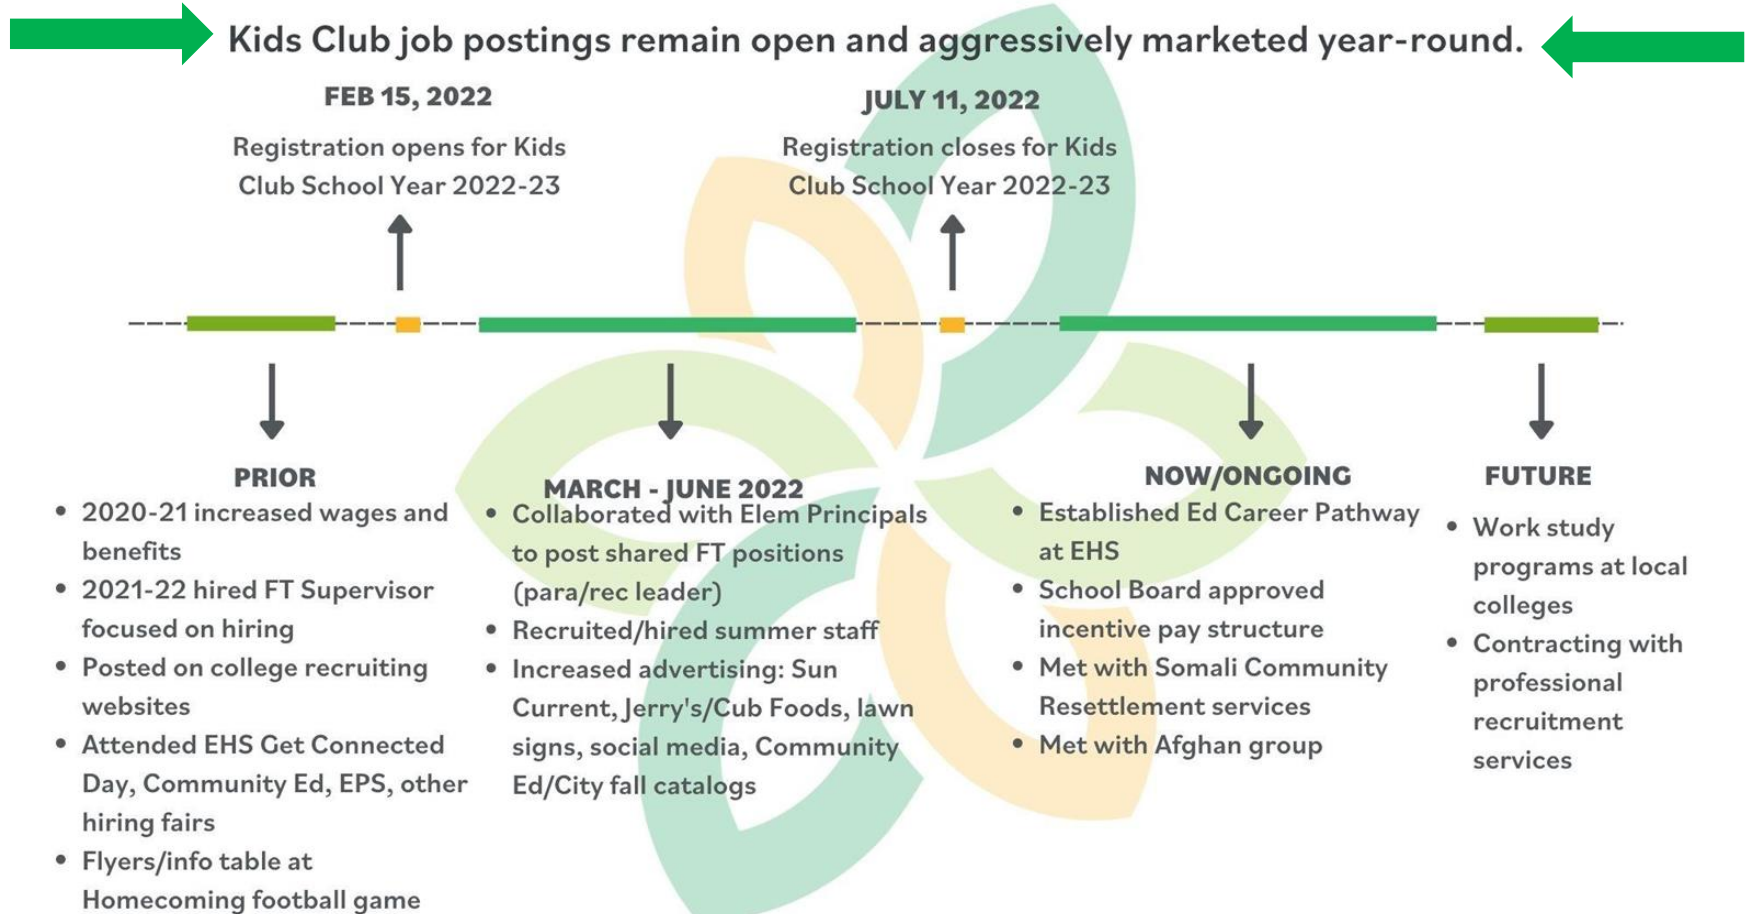 Kids Club job postings remain open and aggressively marketed year-round.
FEB 15, 2022
Registration opens for Kids
Club School Year 2022-23
JULY 11, 2022
Registration closes for Kids
Club School Year 2022-23
PRIOR
• 2020-21 increased wages and
benefits
• 2021-22 hired FT Supervisor
focused on hiring
• Posted on college recruiting
websites
• Attended EHS Get Connected
Day, Community Ed, EPS, other
hiring fairs
• Flyers/info table at
Homecoming football game
MARCH - JUNE 2022
• Collaborated with Elem Principals
to post shared FT positions
(para/rec leader)
• Recruited/hired summer staff
• Increased advertising: Sun
Current, Jerry's/Cub Foods, lawn
signs, social media, Community
Ed/City fall catalogs
NOW/ONGOING
• Established Ed Career Pathway
at EHS
• School Board approved
incentive pay structure
• Met with Somali Community
Resettlement services
• Met with Afghan group
FUTURE
• Work study
programs at local
colleges
• Contracting with
professional
recruitment
services